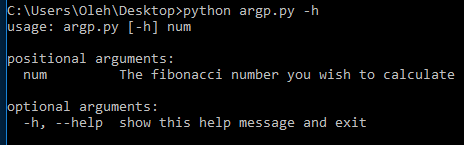 C:\Users\Oleh\Desktop>python argp.py -h
usage: argp.py [-h] num
positional arguments:
  num         The fibonacci number you wish to calculate
optional arguments:
  -h, --help  show this help message and exit